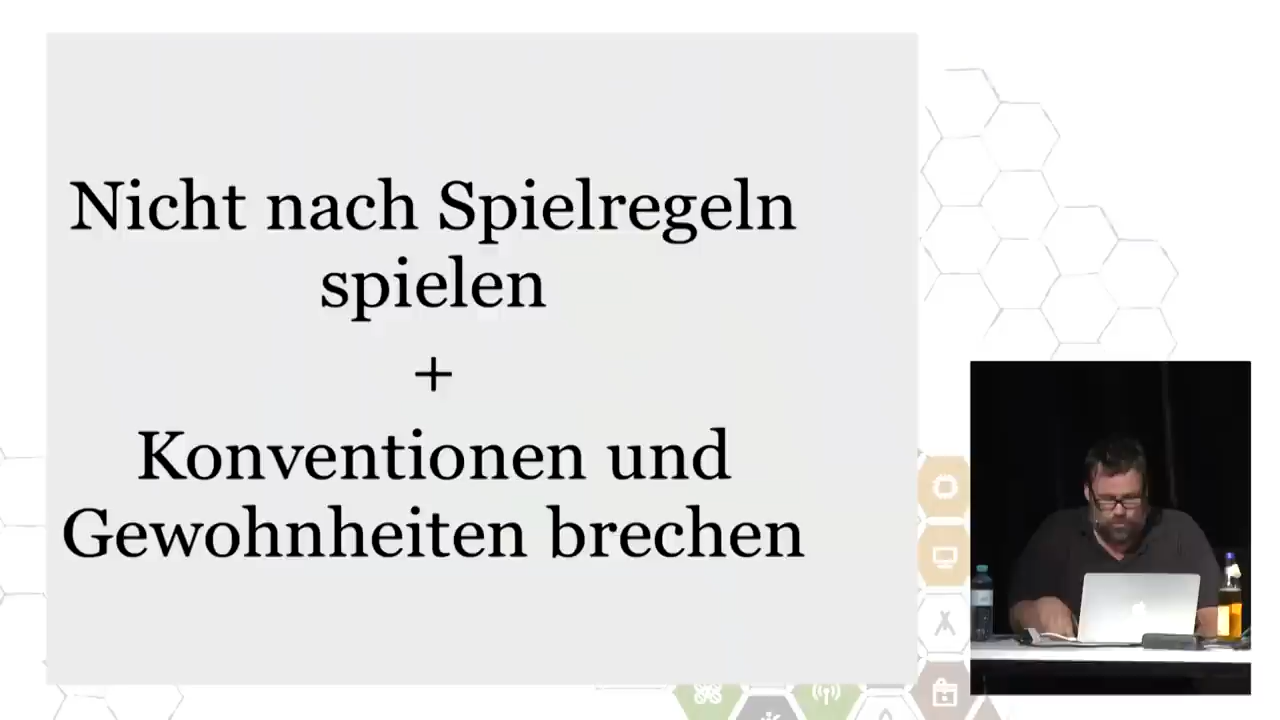 Nicht nach Spielregeln
spielen
+
Konventionen und
Gewohnheiten brechen